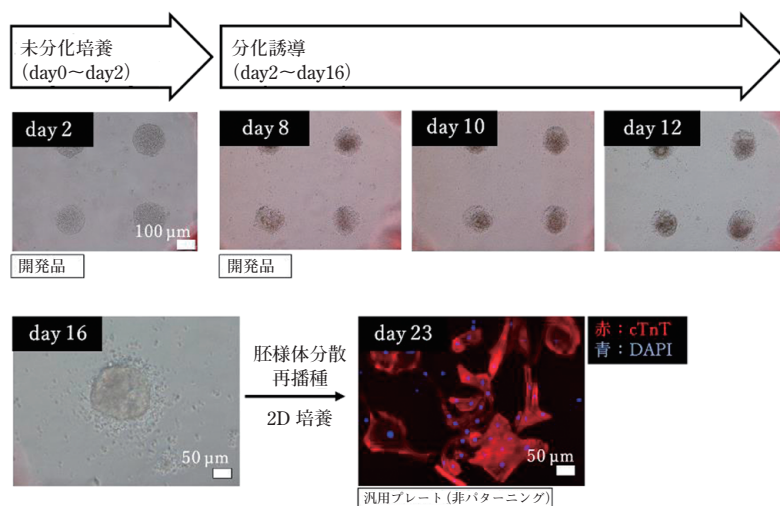 未分化培養
(day0〜day2)
分化誘導
(day2〜day16)
day 2
100 μm
day 8
day 10
day 12
開発品
開発品
day 16
50 μm
胚様体分散
再播種
2D 培養
day 23
50 μm
赤：cTnT
青：DAPI
汎用プレート(非パターニング)